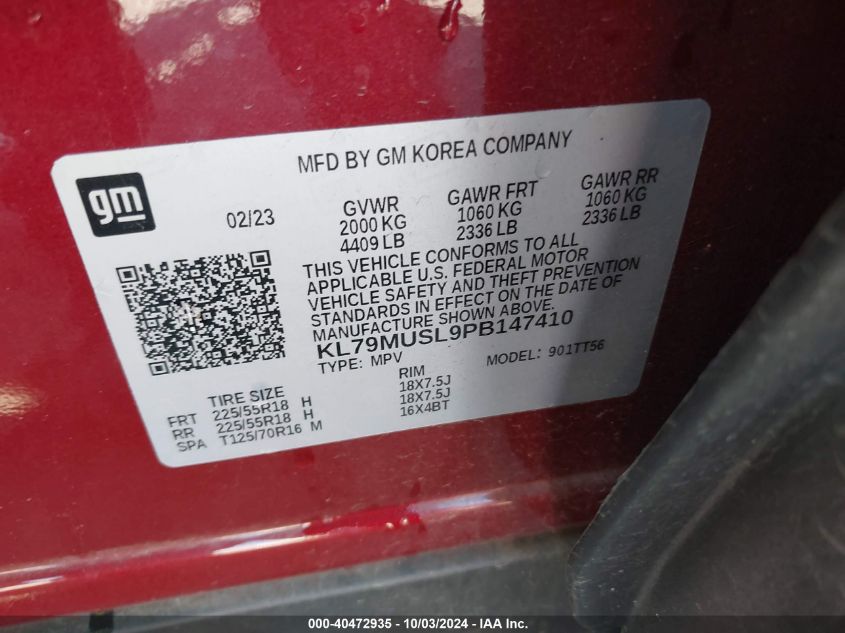 MFD BY GM KOREA COMPANY
gm
02/23
GVWR
2000 KG
4409 LB
GAWR FRT
1060 KG
2336 LB
GAWR RR
1060 KG
2336 LB
THIS VEHICLE CONFORMS TO ALL
APPLICABLE U.S. FEDERAL MOTOR
VEHICLE SAFETY AND THEFT PREVENTION
STANDARDS IN EFFECT ON THE DATE OF
MANUFACTURE SHOWN ABOVE.
KL79MUSL9PB147410
TYPE: MPV MODEL: 901TT56
TIRE SIZE RIM
FRT 225/55R18 H 18X7.5J
RR 225/55R18 H 18X7.5J
SPA T125/70R16 M 16X4BT
000-40472935 - 10/03/2024 - IAA Inc.